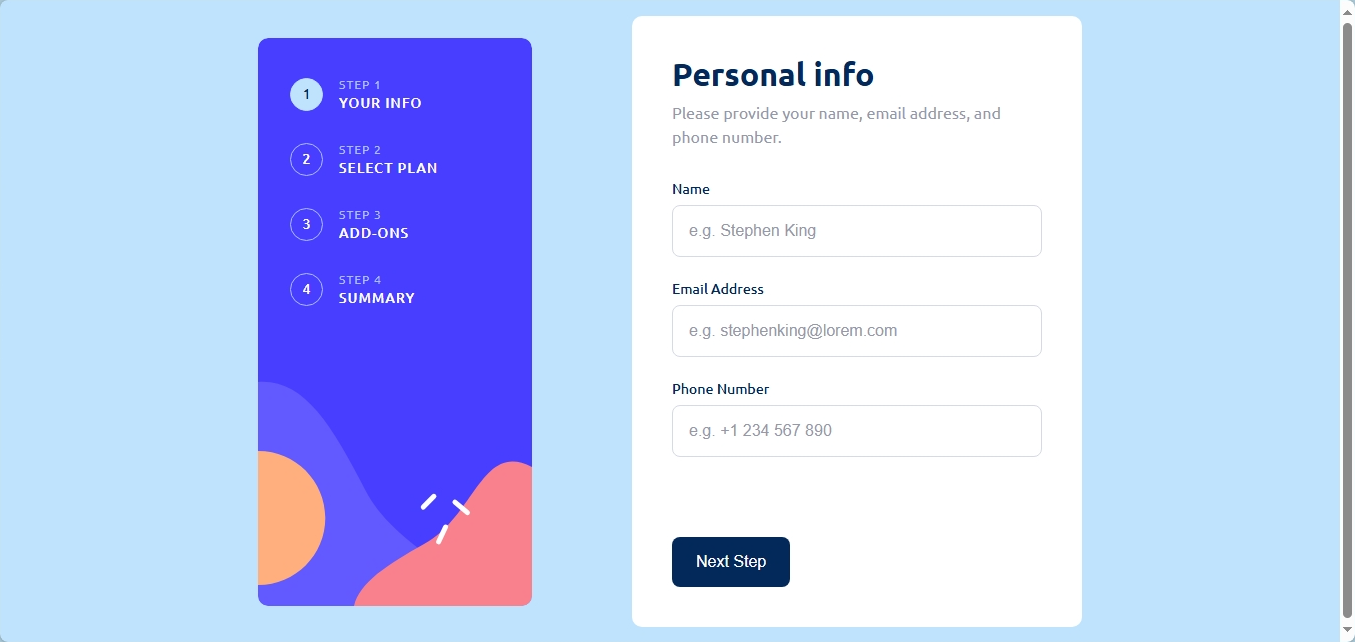 1
STEP 1
YOUR INFO
2
STEP 2
SELECT PLAN
3
STEP 3
ADD-ONS
4
STEP 4
SUMMARY
Personal info
Please provide your name, email address, and
phone number.
Name
e.g. Stephen King
Email Address
e.g. stephenking@lorem.com
Phone Number
e.g. +1 234 567 890
Next Step